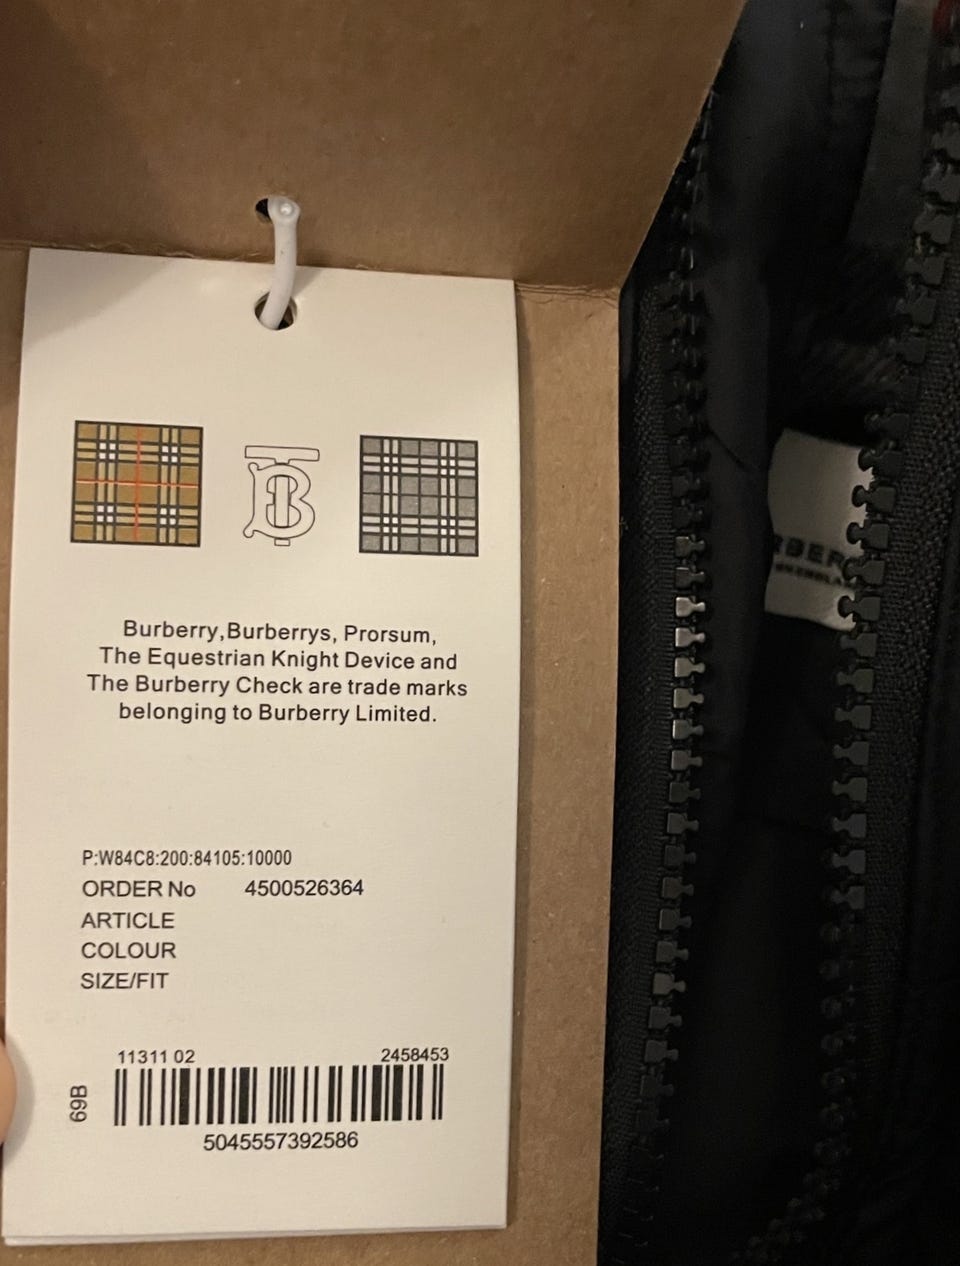 Burberry,Burberrys, Prorsum,
The Equestrian Knight Device and
The Burberry Check are trade marks
belonging to Burberry Limited.
P:W84C8:200:84105:10000
ORDER No 4500526364
ARTICLE
COLOUR
SIZE/FIT
11311 02 2458453
69B
5045557392586